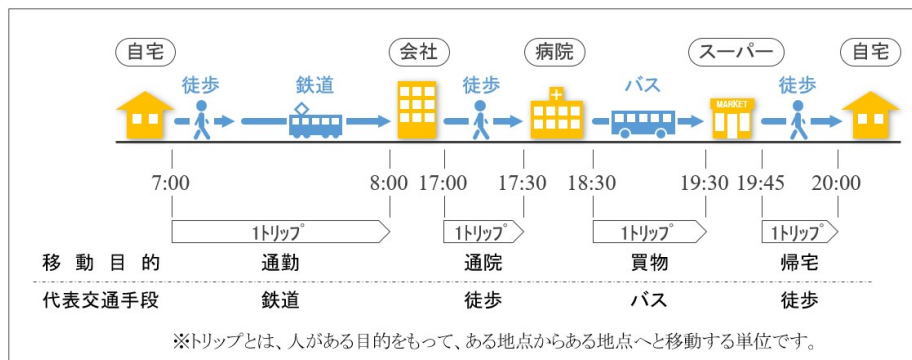 自宅 会社 病院 スーパー 自宅
徒歩 鉄道 徒歩 バス 徒歩
MARKET
7:00 8:00 17:00 17:30 18:30 19:30 19:45 20:00
1トリップ 1トリップ 1トリップ 1トリップ
移動目的 通勤 通院 買物 帰宅
代表交通手段 鉄道 徒歩 バス 徒歩
※トリップとは、人がある目的をもって、ある地点からある地点へと移動する単位です。